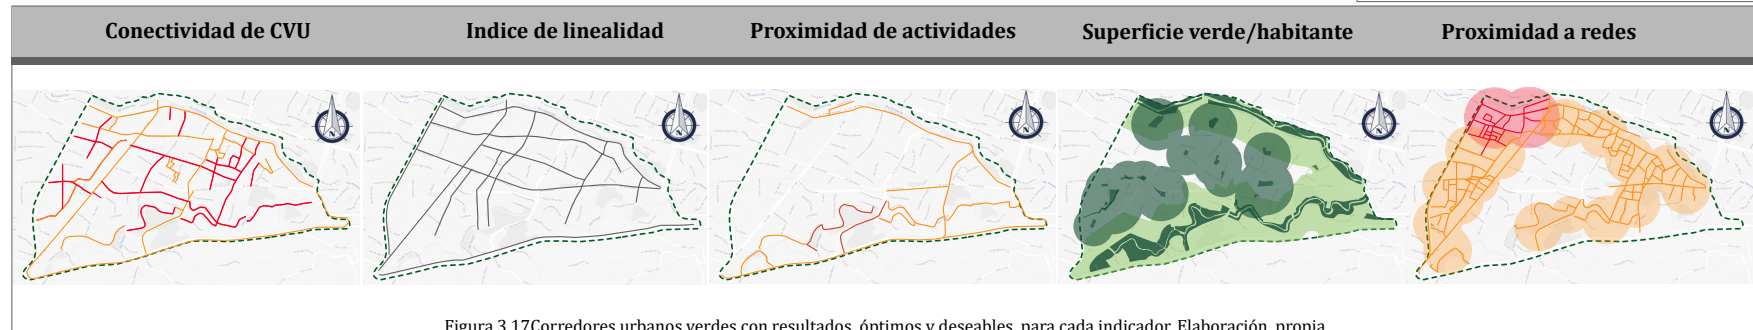 Conectividad de CVU
Indice de linealidad
Proximidad de actividades
Superficie verde/habitante
Proximidad a redes
N
N
N
N
N
Figura 3.17Corredores urbanos verdes con resultados, óptimos y deseables, para cada indicador. Elaboración propia